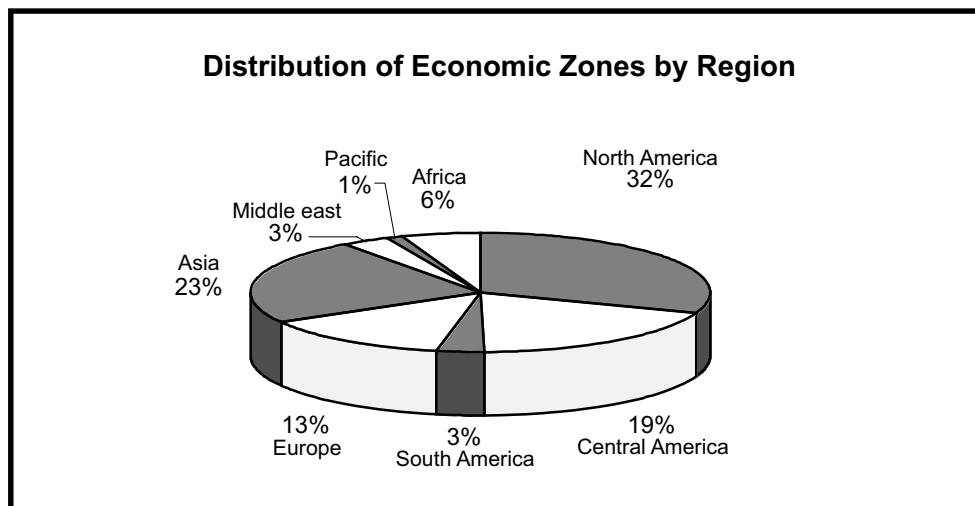 Distribution of Economic Zones by Region
North America
32%
Pacific
1%
Africa
6%
Middle east
3%
Asia
23%
13%
Europe
3%
South America
19%
Central America